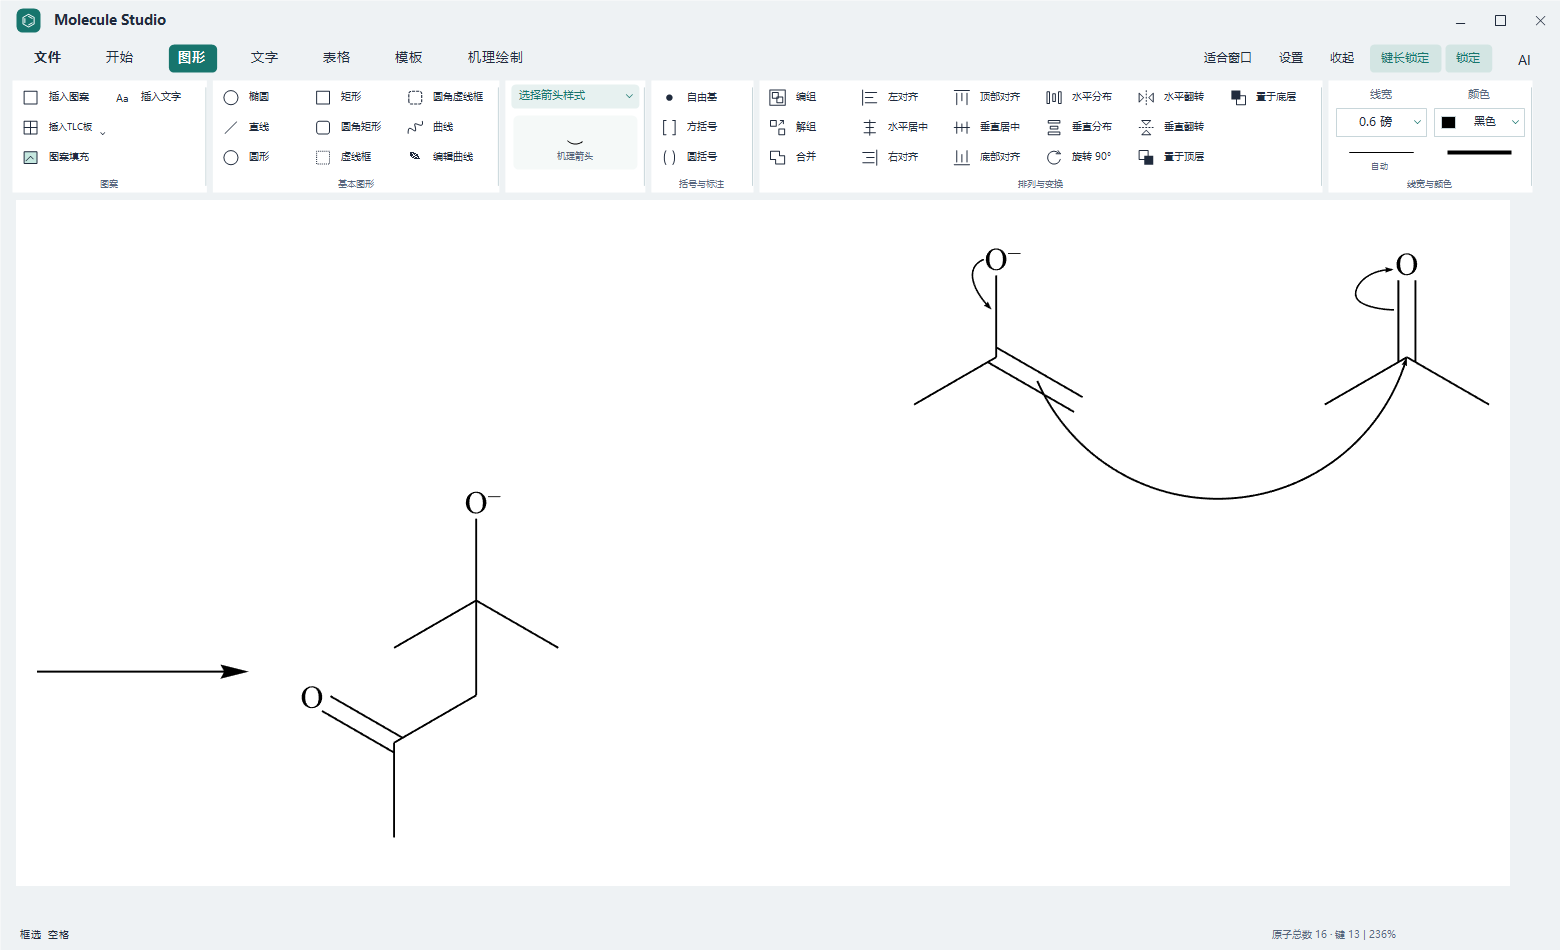 Molecule Studio
文件 开始 图形 文字 表格 模板 机理绘制 适合窗口 设置 收起 键长锁定 锁定 AI
插入图案 Aa 插入文字
插入TLC板
图案填充
图案
椭圆 矩形 圆角虚线框
直线 圆角矩形 曲线
圆形 虚线框 编辑曲线
基本图形
选择箭头样式
机理箭头
自由基
[ ] 方括号
( ) 圆括号
括号与标注
编组 左对齐 顶部对齐 水平分布 水平翻转 置于底层
解组 水平居中 垂直居中 垂直分布 垂直翻转
合并 右对齐 底部对齐 旋转 90° 置于顶层
排列与变换
线宽 颜色
0.6 磅 黑色
自动
线宽与颜色
O− O
O−
O
框选 空格 原子总数 16 · 键 13 | 236%